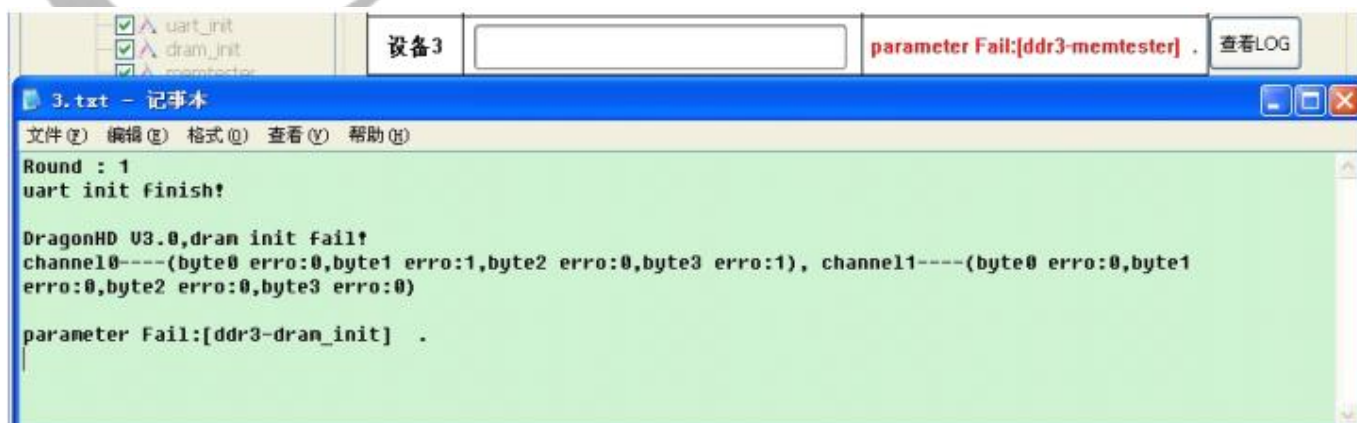 uart_init
dram_init
memtester
设备3
parameter Fail:[ddr3-memtester] .
查看LOG
3.txt - 记事本
文件(F) 编辑(E) 格式(O) 查看(V) 帮助(H)
Round : 1
uart init finish!
DragonHD V3.0,dram init fail!
channel0----(byte0 erro:0,byte1 erro:1,byte2 erro:0,byte3 erro:1), channel1----(byte0 erro:0,byte1
erro:0,byte2 erro:0,byte3 erro:0)
parameter Fail:[ddr3-dram_init] .